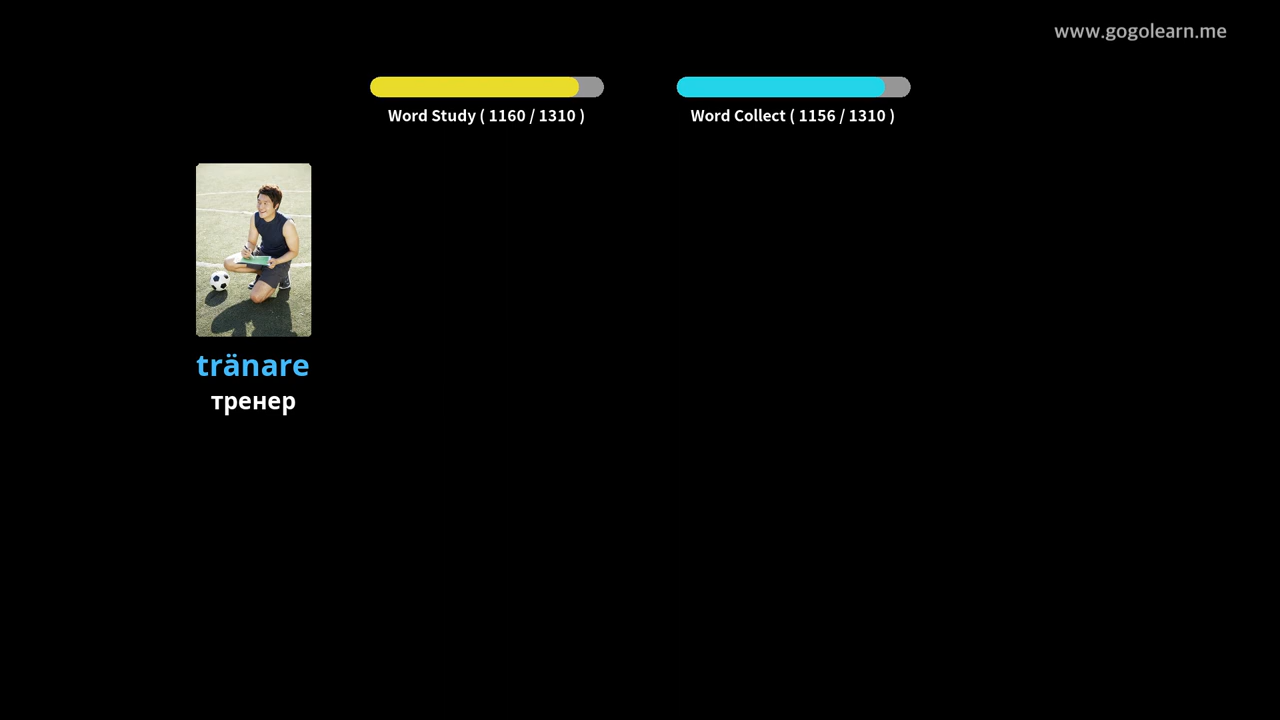 www.gogolearn.me
Word Study ( 1160 / 1310 )
Word Collect ( 1156 / 1310 )
tränare
тренер